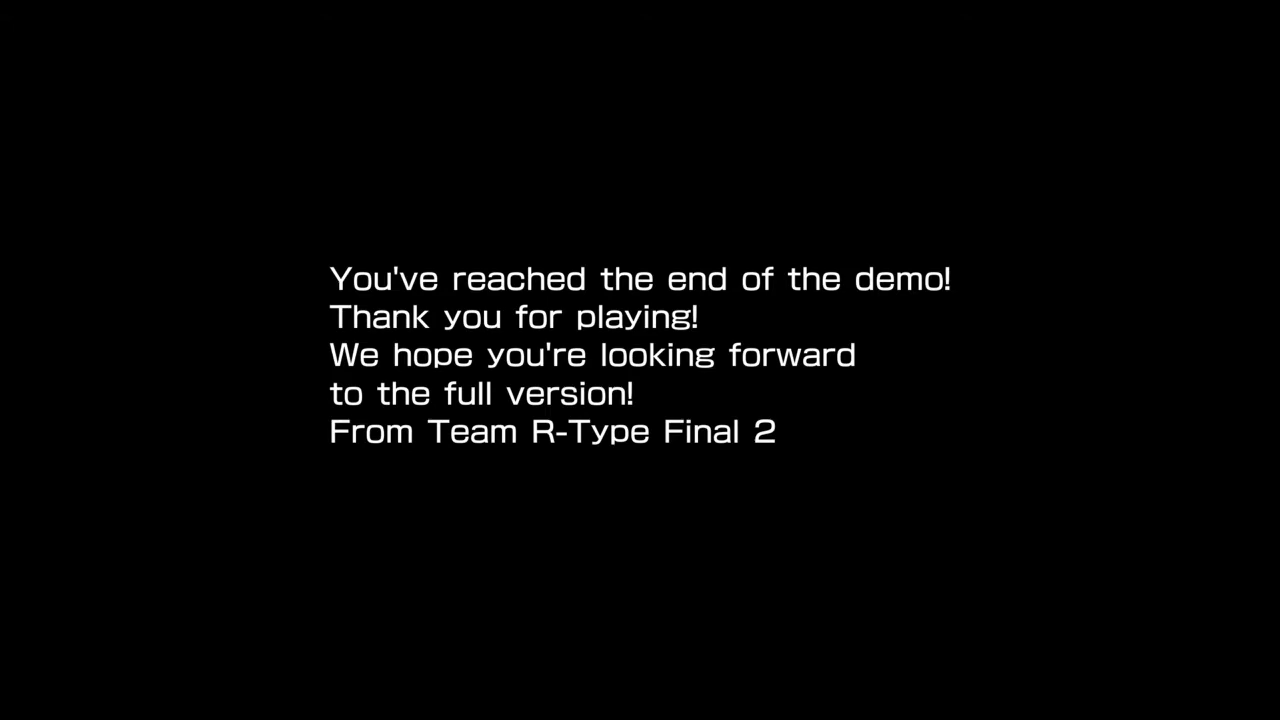 You've reached the end of the demo!
Thank you for playing!
We hope you're looking forward
to the full version!
From Team R-Type Final 2